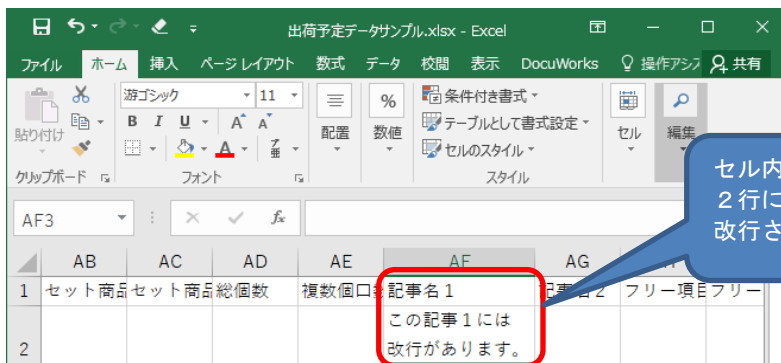 出荷予定データサンプル.xlsx - Excel
ファイル ホーム 挿入 ページ レイアウト 数式 データ 校閲 表示 DocuWorks 操作アシス 共有
貼り付け
游ゴシック 11
B I U A A
A 亜
配置
%
数値
条件付き書式
テーブルとして書式設定
セルのスタイル
セル
編集
クリップボード フォント スタイル
セル内
２行に
改行さ
AF3 fx
AB AC AD AE AF AG
1 セット商品 セット商品 総個数 複数個口 記事名１ 記事名２ フリー項目 フリー
2 この記事１には
改行があります。